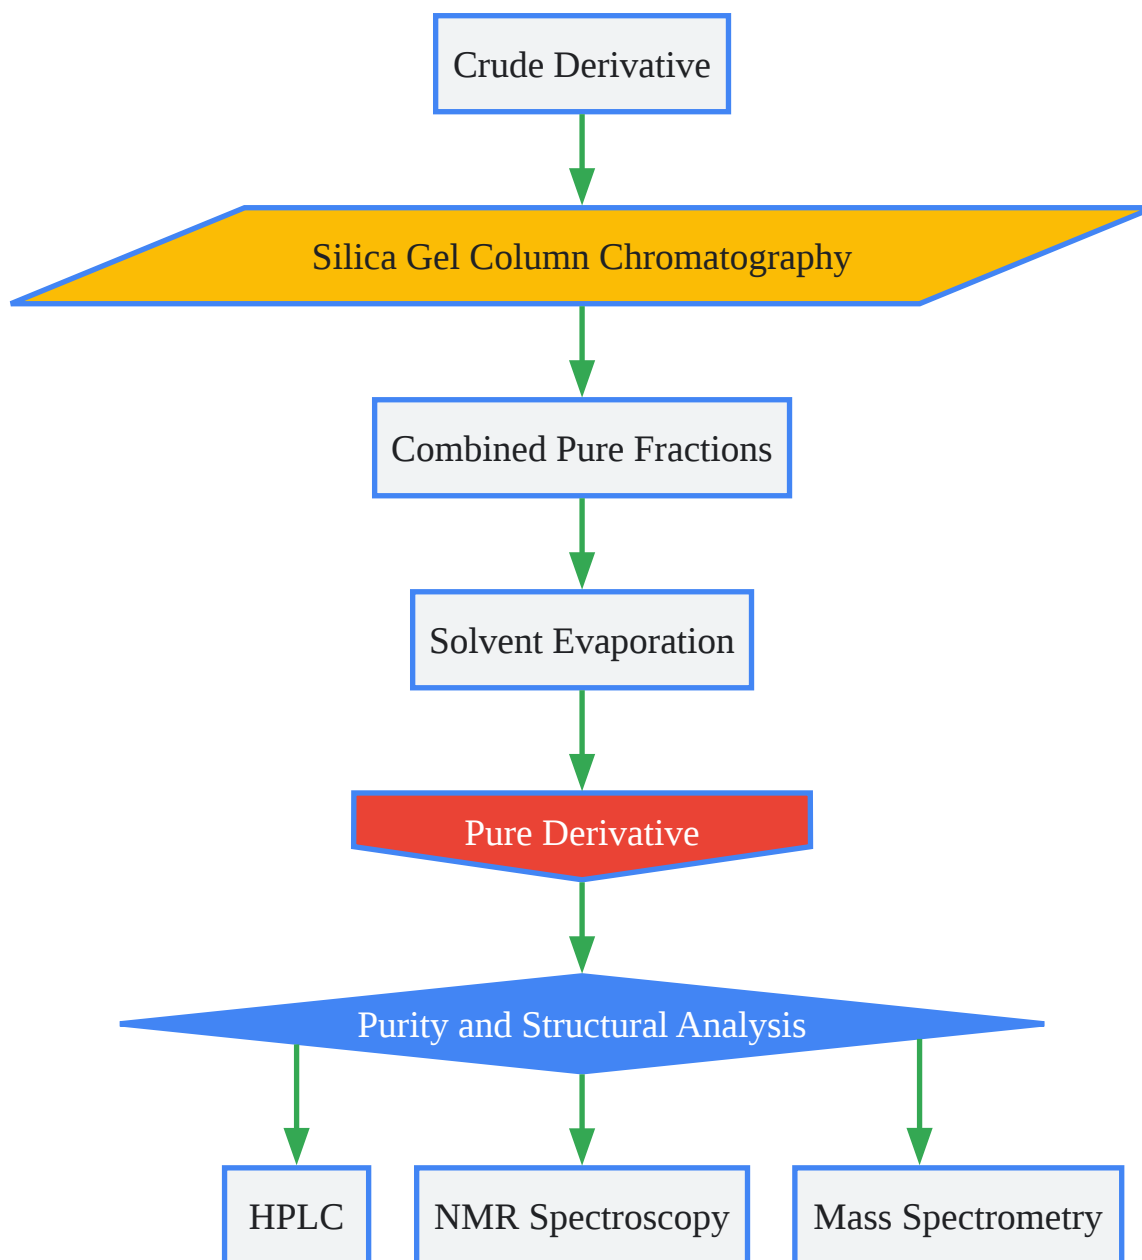 Crude Derivative
Silica Gel Column Chromatography
Combined Pure Fractions
Solvent Evaporation
Pure Derivative
Purity and Structural Analysis
HPLC
NMR Spectroscopy
Mass Spectrometry